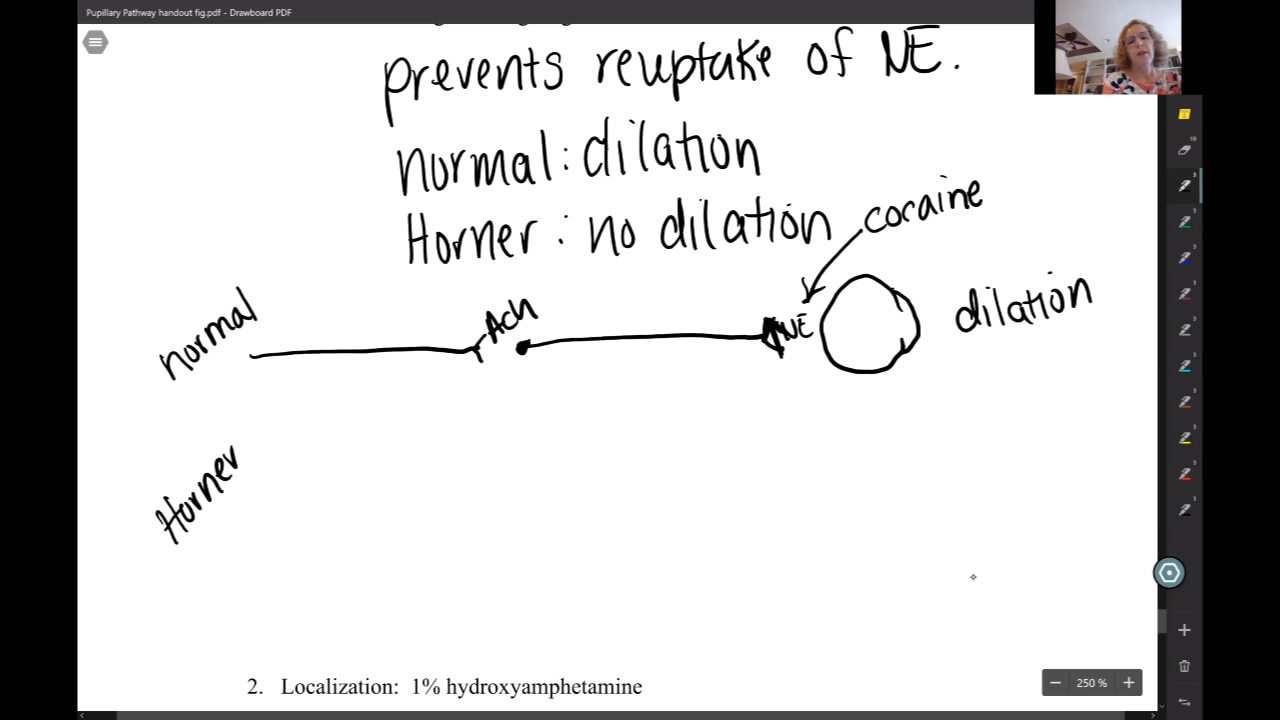 Pupillary Pathway handout fig.pdf - Drawboard PDF
prevents reuptake of NE.
normal: dilation
Horner: no dilation
cocaine
normal
Ach
NE
dilation
Horner
2. Localization: 1% hydroxyamphetamine
250 %